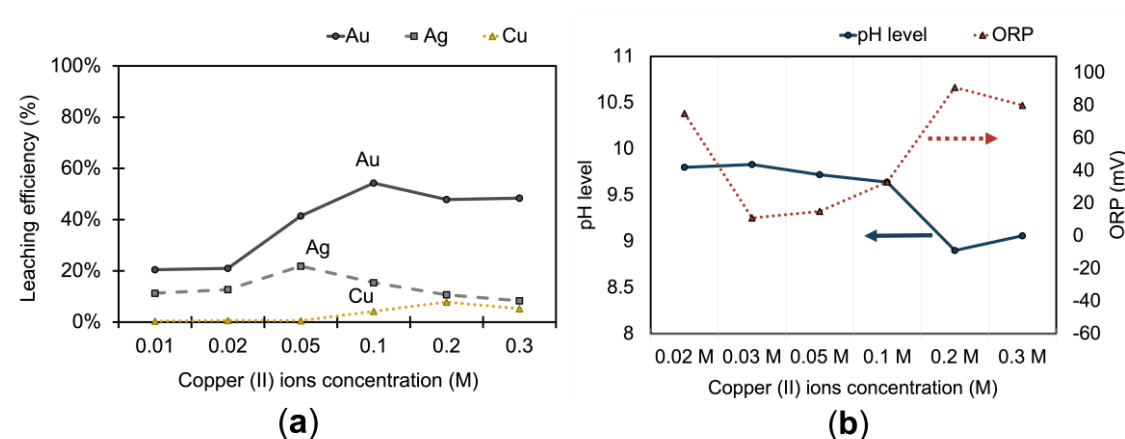 Au Ag Cu
100%
80%
60%
40%
20%
0%
Leaching efficiency (%)
Au
Ag
Cu
0.01 0.02 0.05 0.1 0.2 0.3
Copper (II) ions concentration (M)
(a)
(b)
pH level ORP
11
10.5
10
9.5
9
8.5
8
pH level
100
80
60
40
20
0
-20
-40
-60
ORP (mV)
0.02 M 0.03 M 0.05 M 0.1 M 0.2 M 0.3 M
Copper (II) ions concentration (M)
(b)